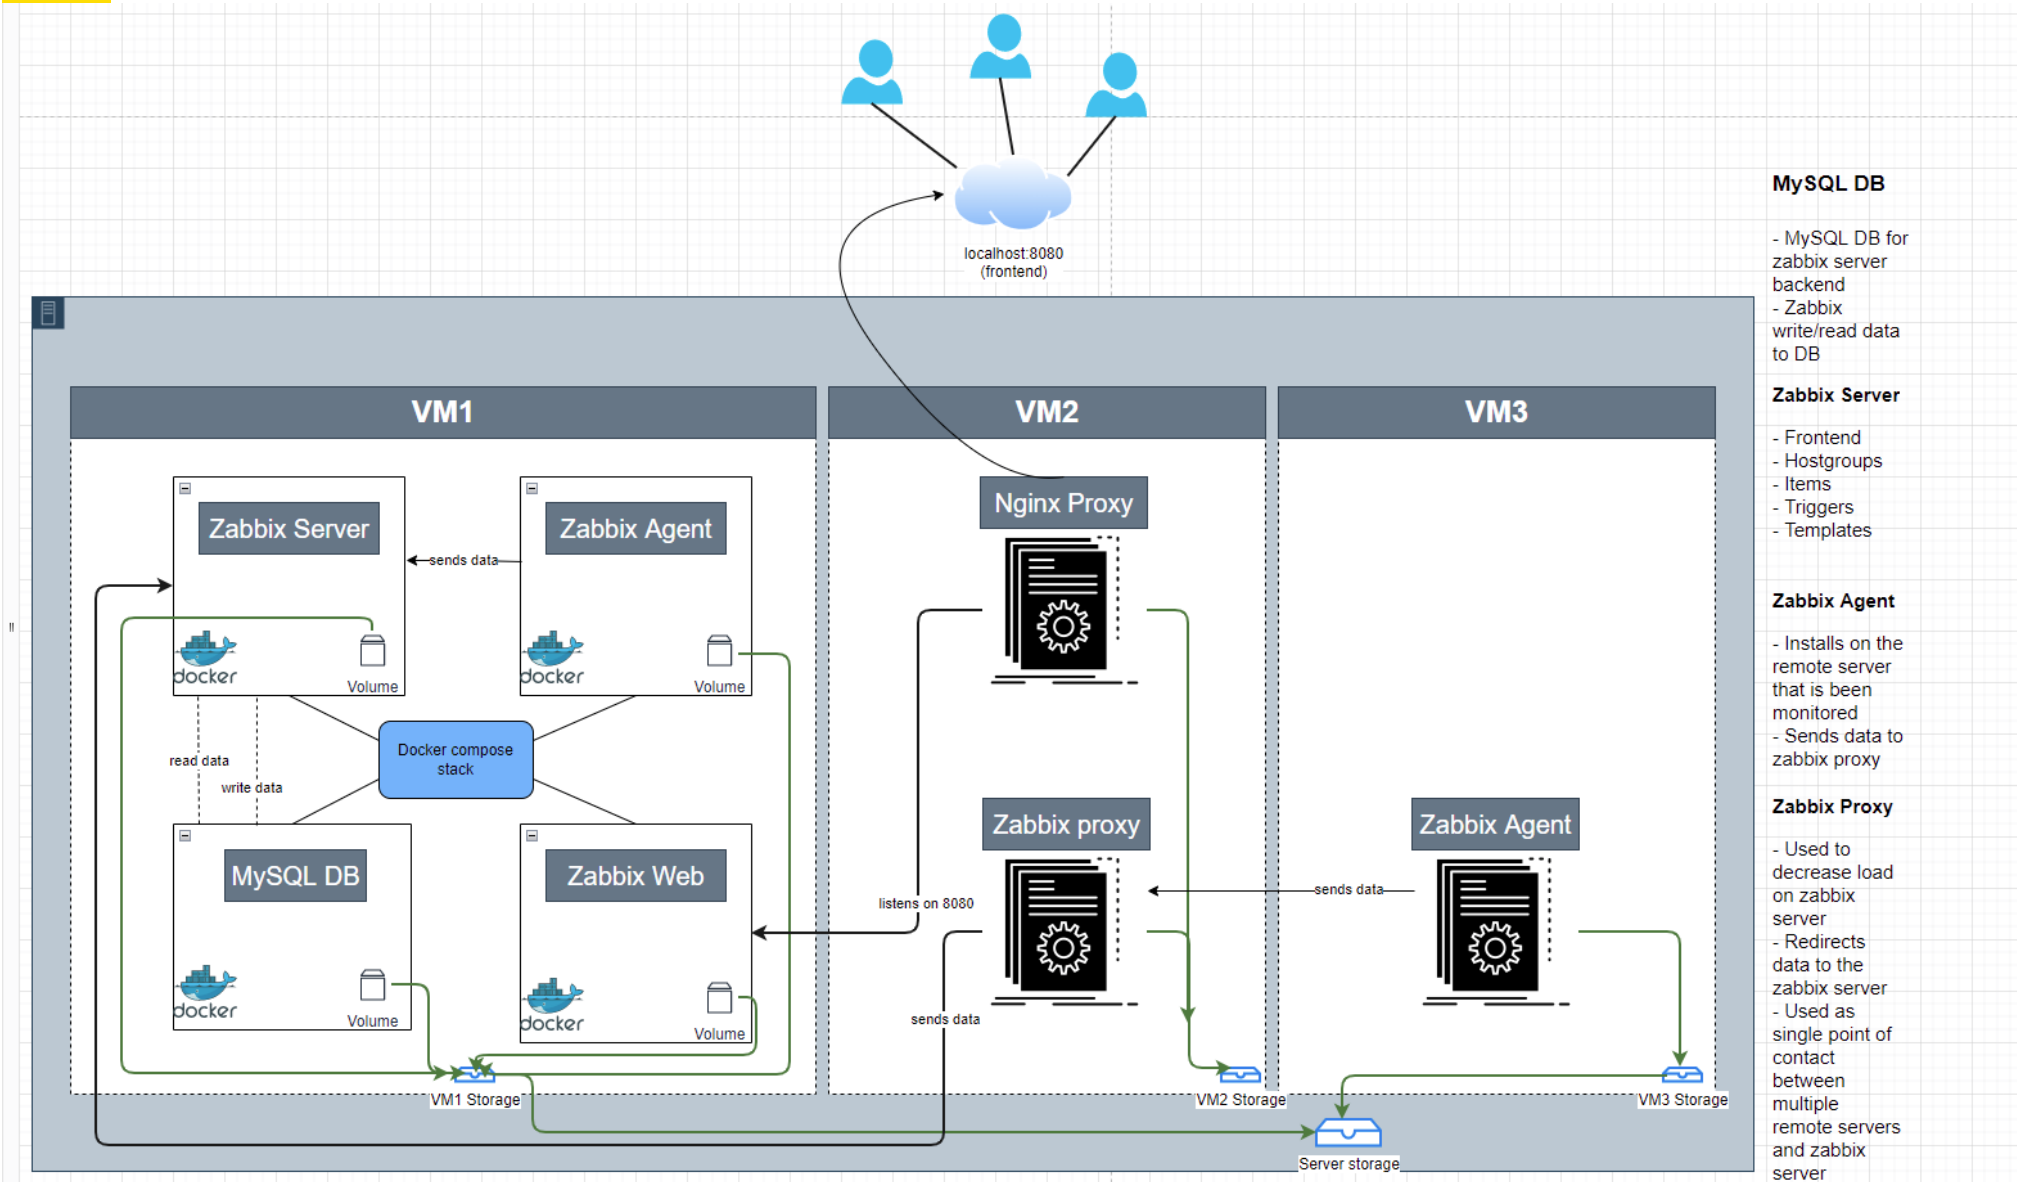 localhost:8080
(frontend)
VM1
VM2
VM3
Zabbix Server
Zabbix Agent
Nginx Proxy
sends data
docker
Volume
docker
Volume
Docker compose
stack
read data
write data
Zabbix proxy
Zabbix Agent
MySQL DB
Zabbix Web
sends data
listens on 8080
docker
Volume
docker
Volume
sends data
VM1 Storage
VM2 Storage
VM3 Storage
Server storage
MySQL DB
- MySQL DB for
zabbix server
backend
- Zabbix
write/read data
to DB
Zabbix Server
- Frontend
- Hostgroups
- Items
- Triggers
- Templates
Zabbix Agent
- Installs on the
remote server
that is been
monitored
- Sends data to
zabbix proxy
Zabbix Proxy
- Used to
decrease load
on zabbix
server
- Redirects
data to the
zabbix server
- Used as
single point of
contact
between
multiple
remote servers
and zabbix
server